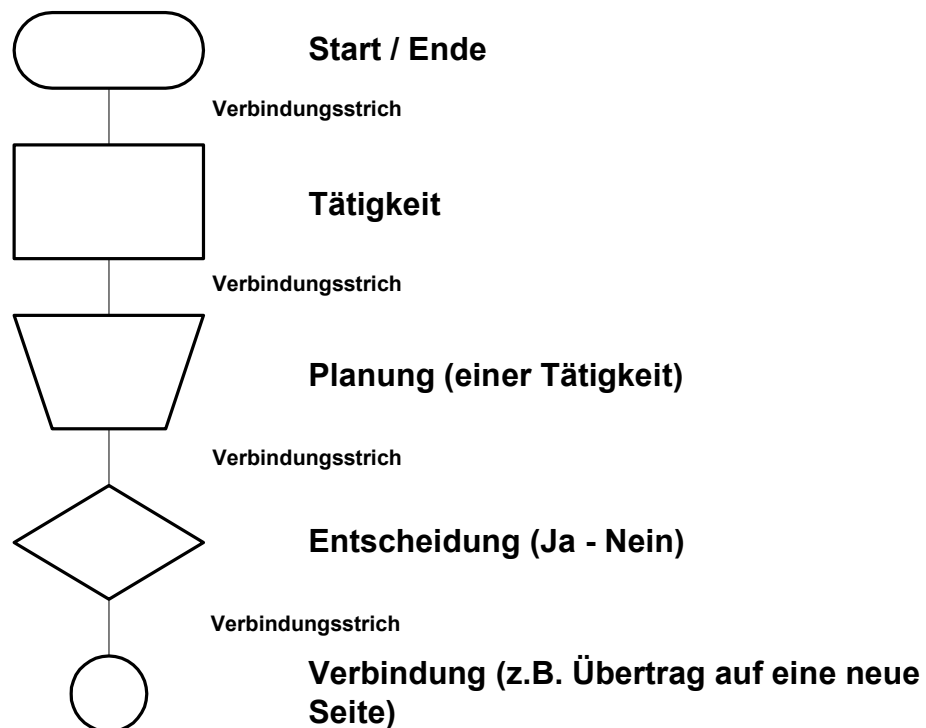 Start / Ende
Verbindungsstrich
Tätigkeit
Verbindungsstrich
Planung (einer Tätigkeit)
Verbindungsstrich
Entscheidung (Ja - Nein)
Verbindungsstrich
Verbindung (z.B. Übertrag auf eine neue
Seite)